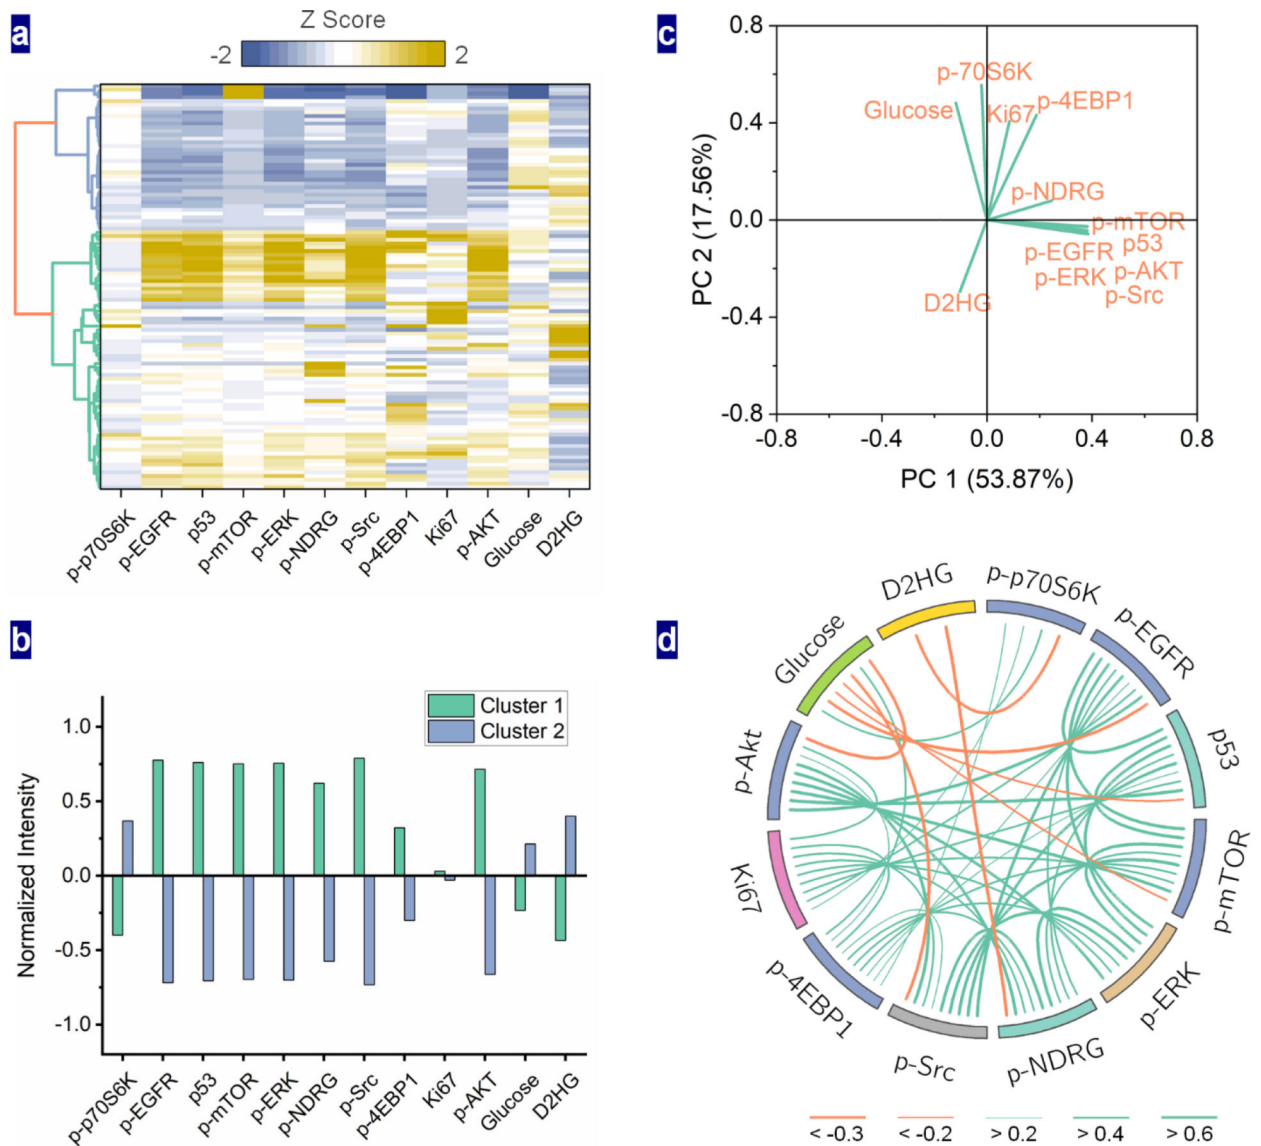 a
Z Score
-2
2
p-p70S6K
p-EGFR
p53
p-mTOR
p-ERK
p-NDRG
p-Src
p-4EBP1
Ki67
p-AKT
Glucose
D2HG
c
0.8
0.4
0.0
-0.4
-0.8
PC 2 (17.56%)
p-70S6K
Glucose
Ki67
p-4EBP1
p-NDRG
p-mTOR
p-EGFR
p53
p-ERK
p-AKT
p-Src
D2HG
-0.8
-0.4
0.0
0.4
0.8
PC 1 (53.87%)
b
Cluster 1
Cluster 2
Normalized Intensity
1.0
0.5
0.0
-0.5
-1.0
p-p70S6K
p-EGFR
p53
p-mTOR
p-ERK
p-NDRG
p-Src
p-4EBP1
Ki67
p-AKT
Glucose
D2HG
d
D2HG
p-p70S6K
p-EGFR
p53
p-mTOR
p-ERK
p-NDRG
p-Src
p-4EBP1
Ki67
p-Akt
Glucose
< -0.3
< -0.2
> 0.2
> 0.4
> 0.6